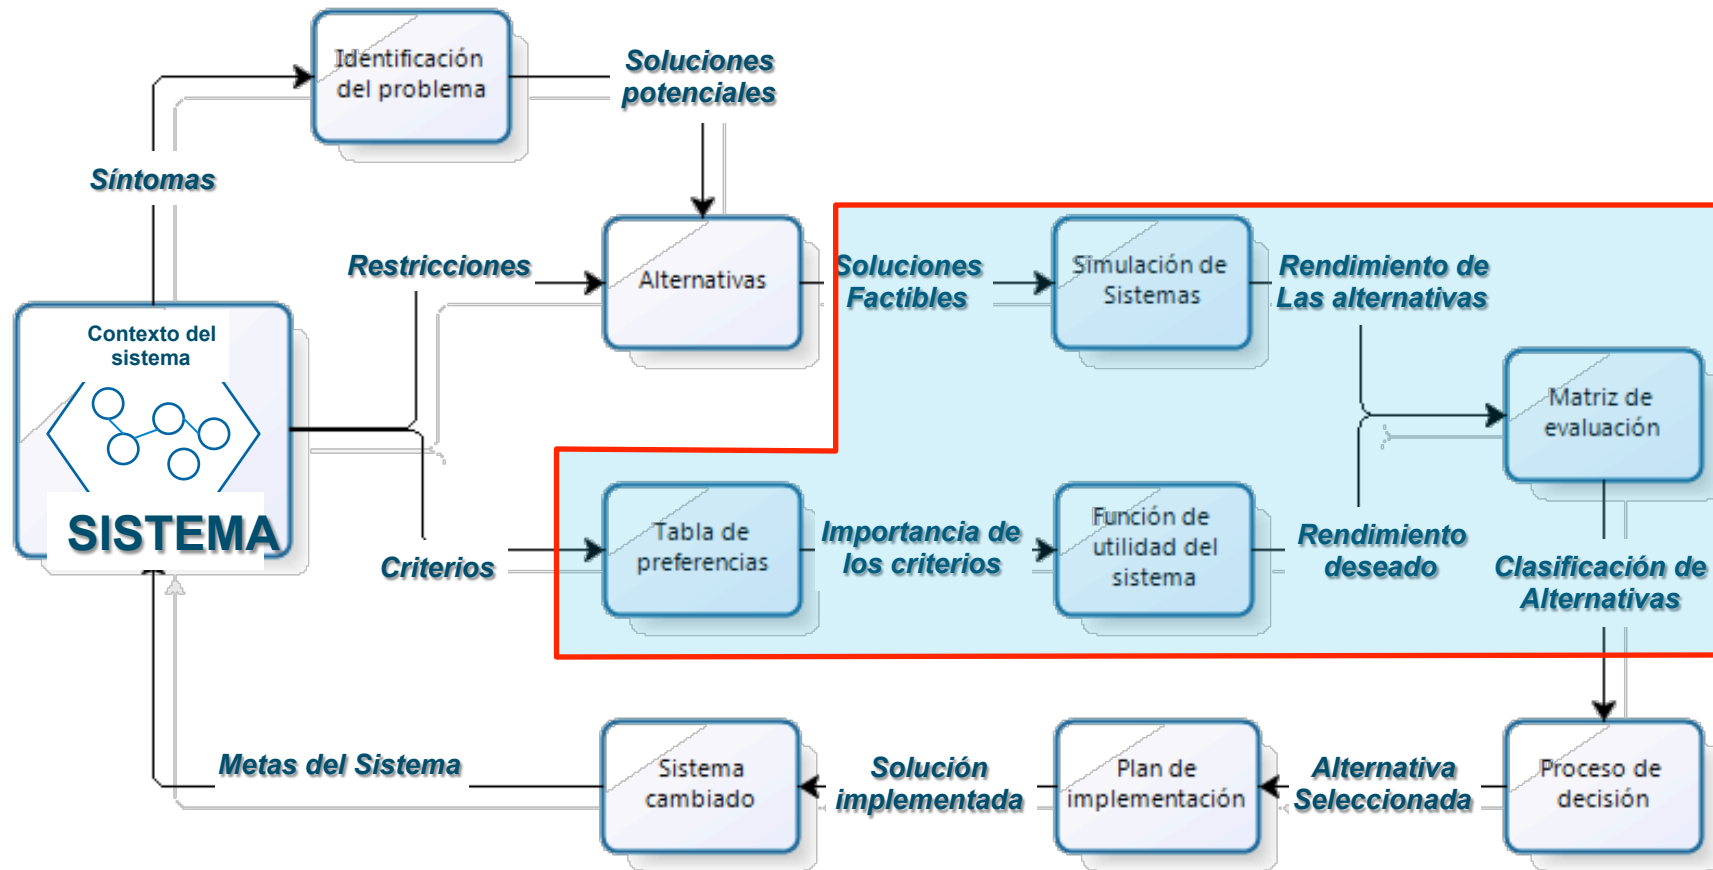 Identificación
del problema
Soluciones
potenciales
Síntomas
Restricciones
Alternativas
Soluciones
Factibles
Simulación de
Sistemas
Rendimiento de
Las alternativas
Contexto del
sistema
SISTEMA
Matriz de
evaluación
Criterios
Tabla de
preferencias
Importancia de
los criterios
Función de
utilidad del
sistema
Rendimiento
deseado
Clasificación de
Alternativas
Metas del Sistema
Sistema
cambiado
Solución
implementada
Plan de
implementación
Alternativa
Seleccionada
Proceso de
decisión